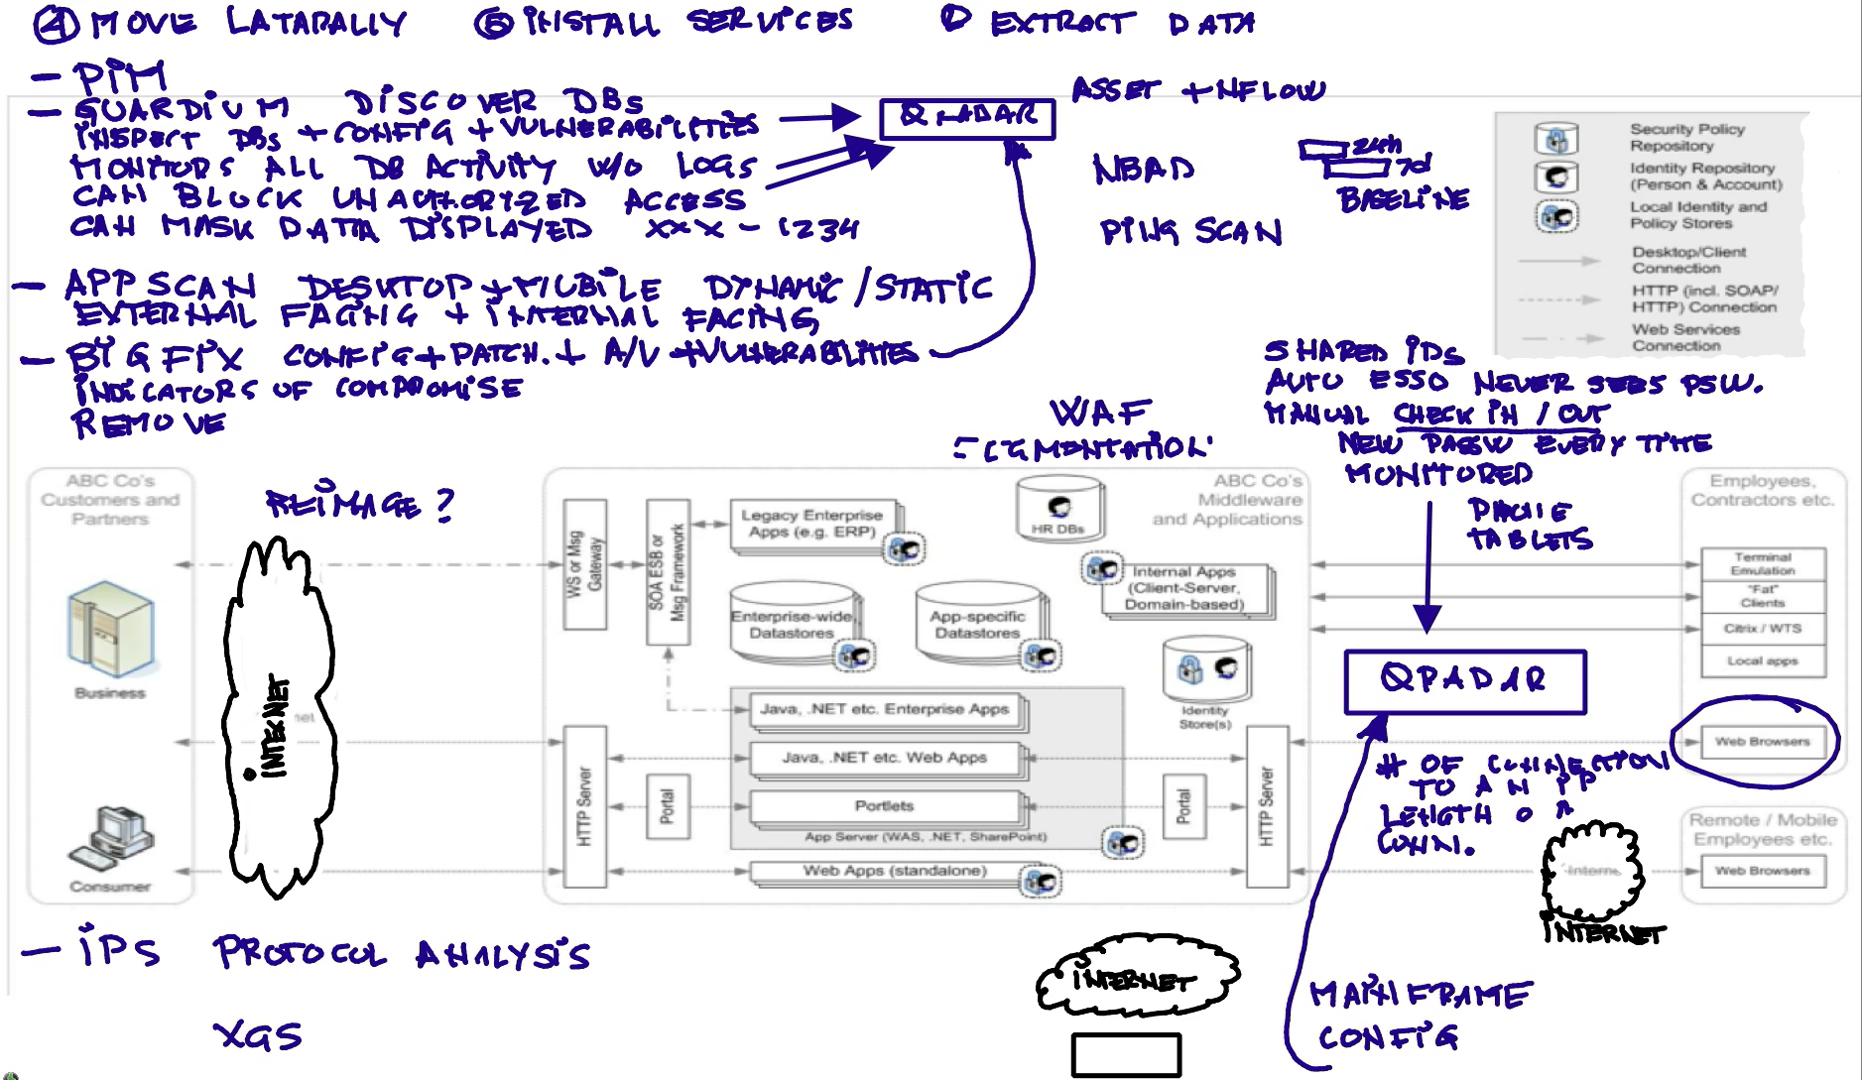 ④ MOVE LATARALLY ⑤ INSTALL SERVICES EXTRACT DATA
- PIM
- GUARDIUM DISCOVER DBs
INSPECT DBs + CONFIG + VULNERABILITIES
MONITORS ALL DB ACTIVITY W/O LOGS
CAN BLOCK UNAUTHORIZED ACCESS
CAN MASK DATA DISPLAYED XXX - 1234
QRADAR
ASSET + NFLOW
NBAD
24h
7d
BASELINE
PING SCAN
- APPSCAN DESKTOP + MOBILE DYNAMIC / STATIC
EXTERNAL FACING + INTERNAL FACING
- BIGFIX CONFIG + PATCH. + A/V + VULNERABILITIES
INDICATORS OF COMPROMISE
REMOVE
Security Policy
Repository
Identity Repository
(Person & Account)
Local Identity and
Policy Stores
Desktop/Client
Connection
HTTP (incl. SOAP/
HTTP) Connection
Web Services
Connection
SHARED IDS
AUTO ESSO NEVER SEES PSW.
MANUAL CHECK IN / OUT
NEW PASSW EVERY TIME
MONITORED
WAF
SEGMENTATION
ABC Co's
Customers and
Partners
REIMAGE?
Business
Consumer
INTERNET
WS or Msg
Gateway
SOA ESB or
Msg Framework
Legacy Enterprise
Apps (e.g. ERP)
HR DBs
ABC Co's
Middleware
and Applications
Internal Apps
(Client-Server,
Domain-based)
Enterprise-wide
Datastores
App-specific
Datastores
Identity
Store(s)
Java, .NET etc. Enterprise Apps
Java, .NET etc. Web Apps
Portlets
App Server (WAS, .NET, SharePoint)
Web Apps (standalone)
HTTP Server
Portal
Portal
HTTP Server
TABLETS
QRADAR
# OF CONNECTION
TO AN
LENGTH
CONN.
Employees,
Contractors etc.
Terminal
Emulation
"Fat"
Clients
Citrix / WTS
Local apps
Web Browsers
Remote / Mobile
Employees etc.
Web Browsers
INTERNET
- IPS PROTOCOL ANALYSIS
XGS
INTERNET
MAINFRAME
CONFIG